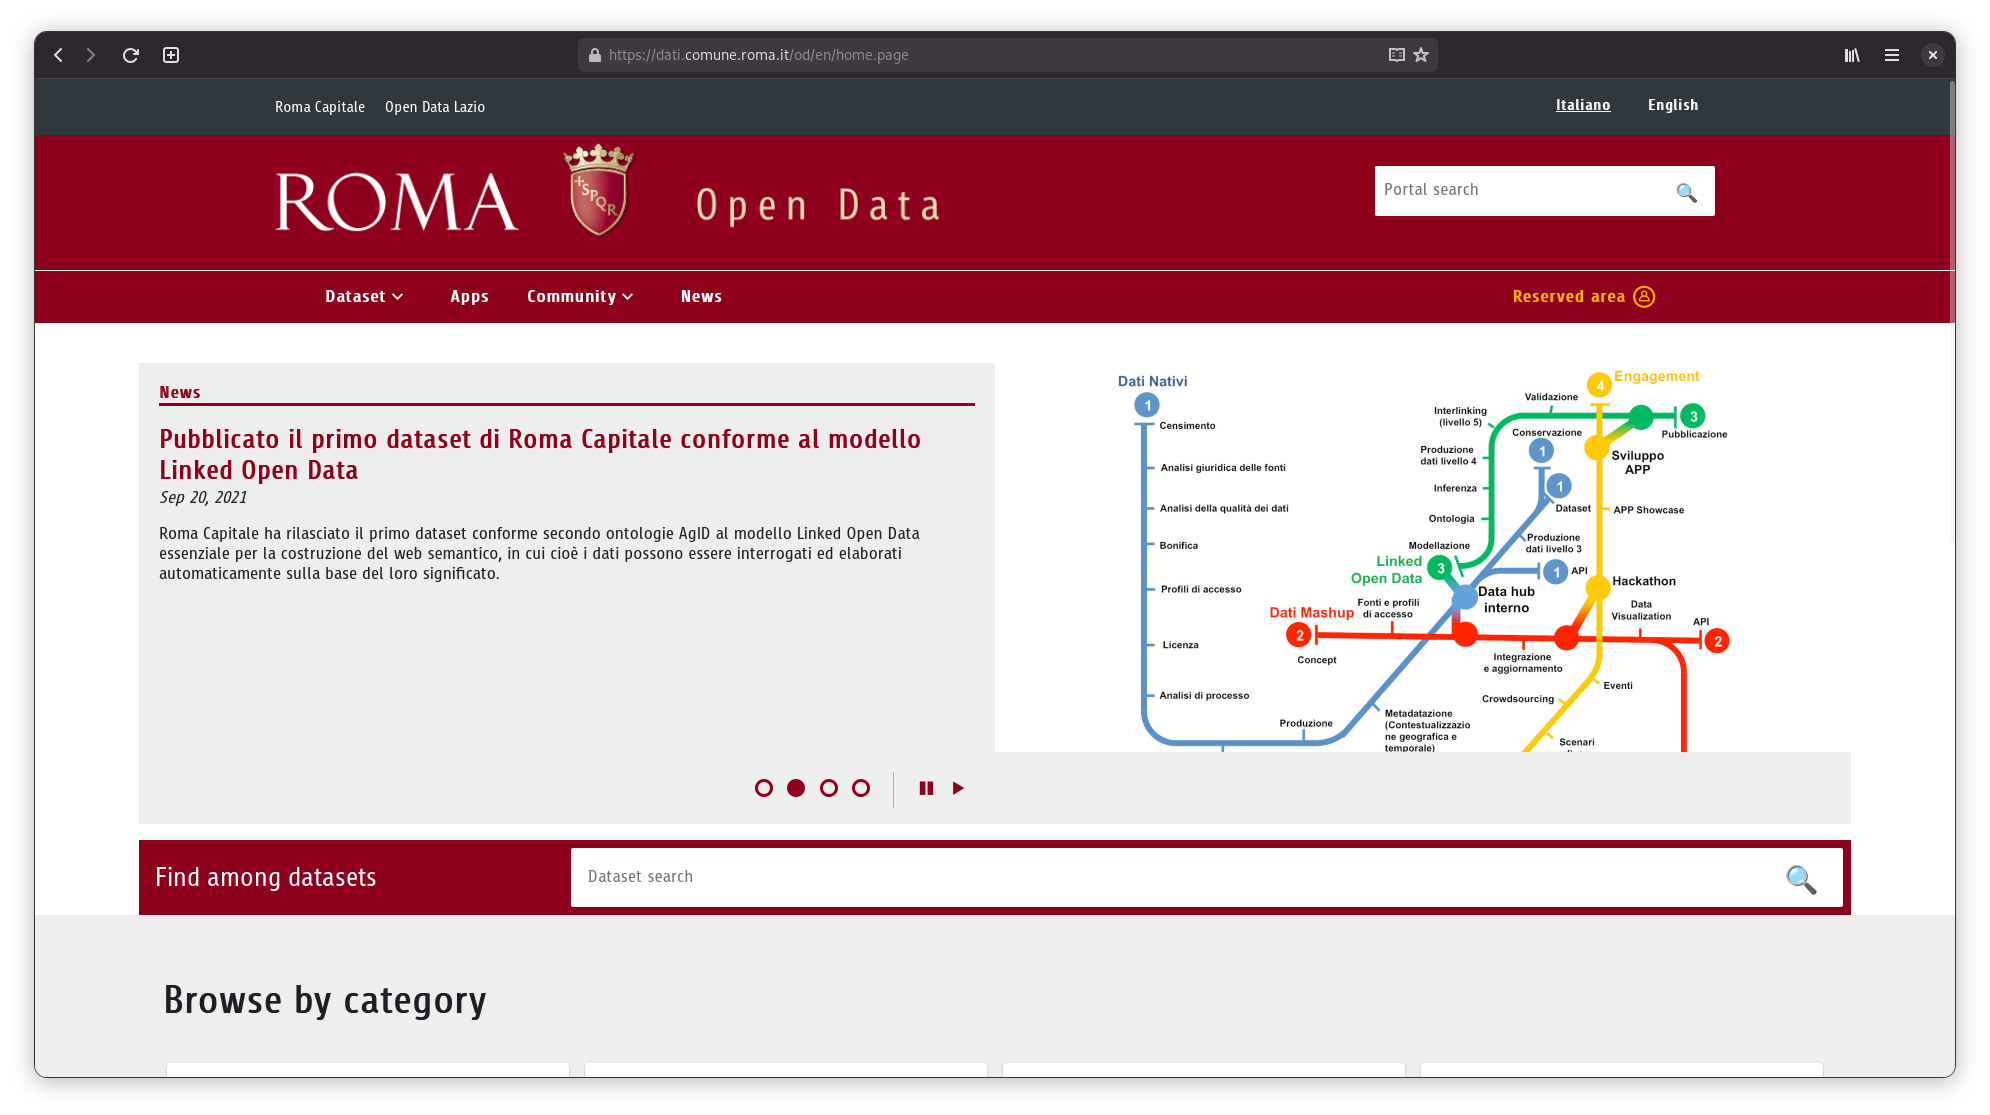 https://dati.comune.roma.it/od/en/home.page
Roma Capitale
Open Data Lazio
Italiano
English
ROMA
SPQR
Open Data
Portal search
Dataset
Apps
Community
News
Reserved area
News
Pubblicato il primo dataset di Roma Capitale conforme al modello
Linked Open Data
Sep 20, 2021
Roma Capitale ha rilasciato il primo dataset conforme secondo ontologie AgID al modello Linked Open Data
essenziale per la costruzione del web semantico, in cui cioè i dati possono essere interrogati ed elaborati
automaticamente sulla base del loro significato.
Dati Nativi
1
Censimento
Analisi giuridica delle fonti
Analisi della qualità dei dati
Bonifica
Profili di accesso
Licenza
Analisi di processo
Produzione
Metadatazione
(Contestualizzazio
ne geografica e
temporale)
Engagement
4
Validazione
Interlinking
(livello 5)
3
Pubblicazione
Conservazione
1
Produzione
dati livello 4
Sviluppo
APP
Inferenza
1
Dataset
APP Showcase
Ontologia
Modellazione
Produzione
dati livello 3
Linked
Open Data
3
1
API
Data hub
interno
Hackathon
Dati Mashup
2
Fonti e profili
di accesso
Data
Visualization
API
2
Concept
Integrazione
e aggiornamento
Crowdsourcing
Eventi
Scenari
Find among datasets
Dataset search
Browse by category